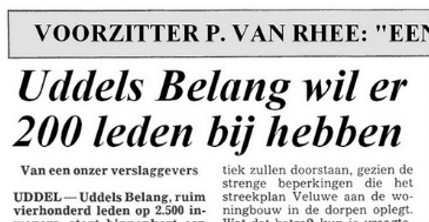 VOORZITTER P. VAN RHEE: "EEN
Uddels Belang wil er
200 leden bij hebben
Van een onzer verslaggevers
UDDEL — Uddels Belang, ruim
vierhonderd leden op 2.500 in-
tiek zullen doorstaan, gezien de
strenge beperkingen die het
streekplan Veluwe aan de wo-
ningbouw in de dorpen oplegt.